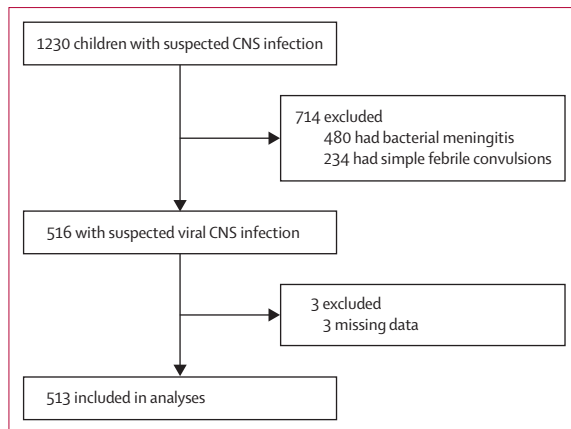 1230 children with suspected CNS infection
714 excluded
480 had bacterial meningitis
234 had simple febrile convulsions
516 with suspected viral CNS infection
3 excluded
3 missing data
513 included in analyses